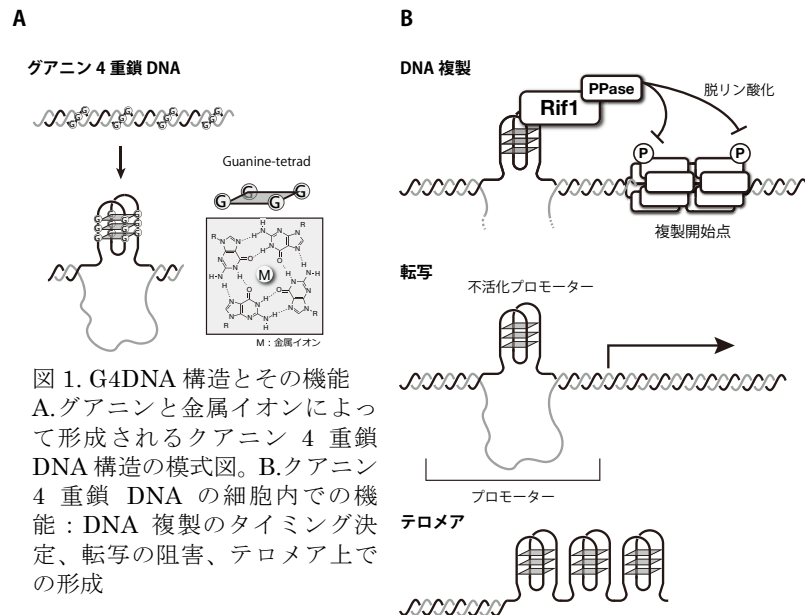 A
グアニン 4 重鎖 DNA
G G G G G G G G G G G G
Guanine-tetrad
G G G G
G G G G G G G G G G G G
R N N H N N N R
N N O H N N H
H N H H M H N H
N O N N
R N N H N N R
M：金属イオン
図 1. G4DNA 構造とその機能
A.グアニンと金属イオンによっ
て形成されるクアニン 4 重鎖
DNA 構造の模式図。B.クアニン
4 重鎖 DNA の細胞内での機
能：DNA 複製のタイミング決
定、転写の阻害、テロメア上で
の形成
B
DNA 複製
PPase
脱リン酸化
Rif1
P P
複製開始点
転写
不活化プロモーター
プロモーター
テロメア